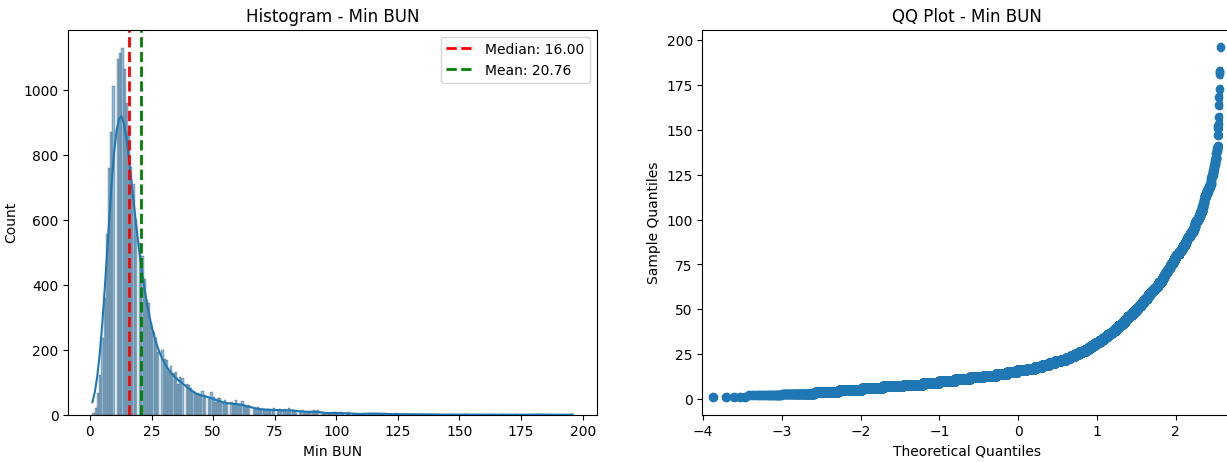 Histogram - Min BUN
Median: 16.00
Mean: 20.76
Count
1000
800
600
400
200
0
0 25 50 75 100 125 150 175 200
Min BUN
QQ Plot - Min BUN
Sample Quantiles
200
175
150
125
100
75
50
25
0
−4 −3 −2 −1 0 1 2
Theoretical Quantiles